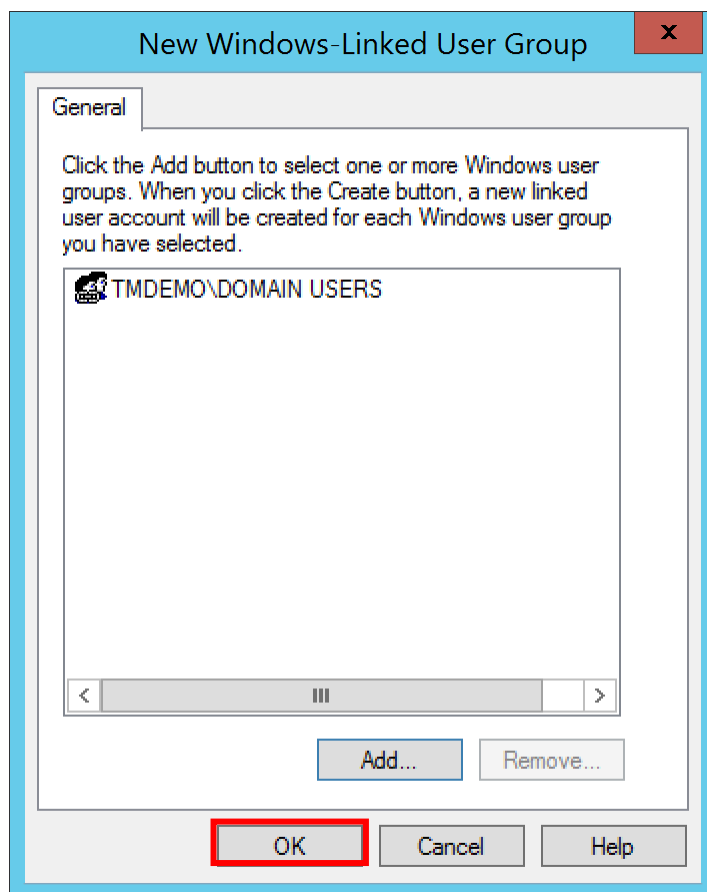 New Windows-Linked User Group
x
General
Click the Add button to select one or more Windows user
groups. When you click the Create button, a new linked
user account will be created for each Windows user group
you have selected.
TMDEMO\DOMAIN USERS
Add...
Remove...
OK
Cancel
Help